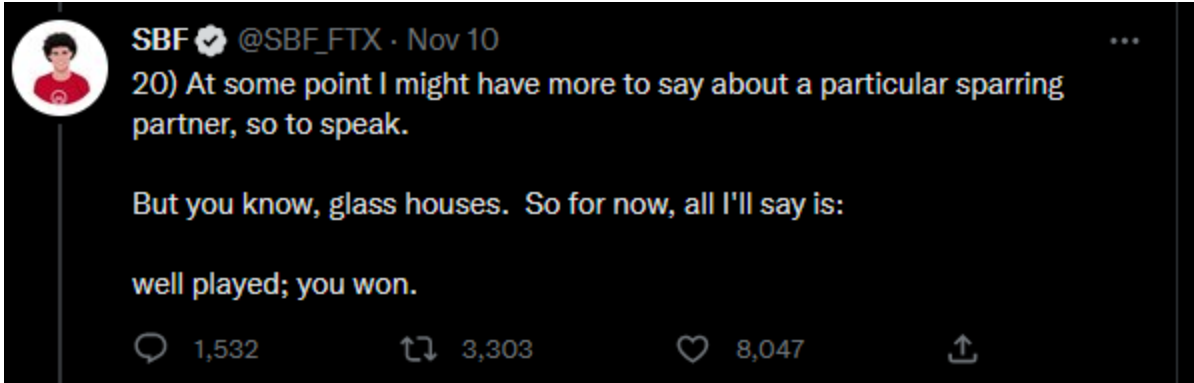 SBF @SBF_FTX · Nov 10
20) At some point I might have more to say about a particular sparring
partner, so to speak.
But you know, glass houses.  So for now, all I'll say is:
well played; you won.
1,532 3,303 8,047